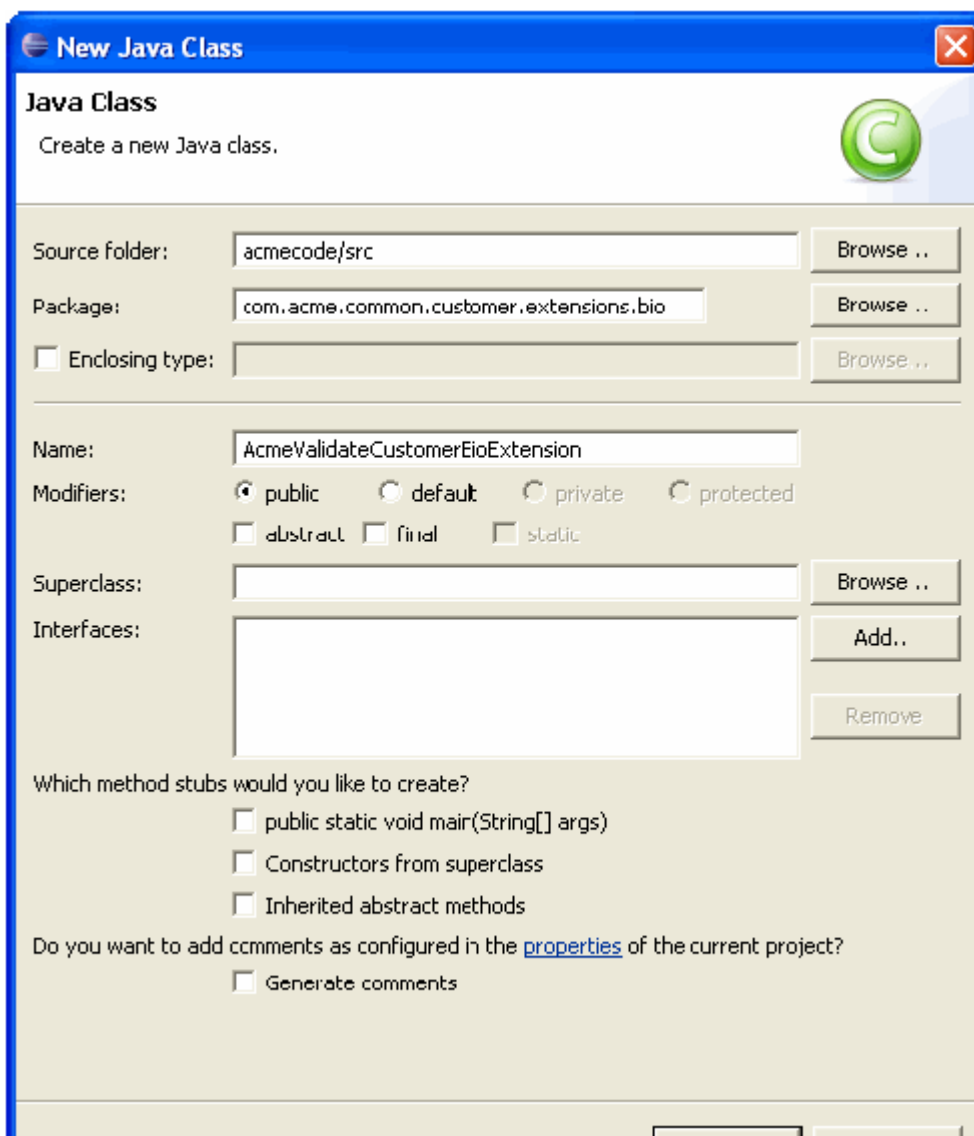 New Java Class
Java Class
Create a new Java class.
Source folder: acmecode/src Browse ..
Package: com.acme.common.customer.extensions.bio Browse ..
Enclosing type: Browse ..
Name: AcmeValidateCustomerEioExtension
Modifiers: public default private protected
abstract final static
Superclass: Browse ..
Interfaces: Add..
Remove
Which method stubs would you like to create?
public static void main(String[] args)
Constructors from superclass
Inherited abstract methods
Do you want to add comments as configured in the properties of the current project?
Generate comments